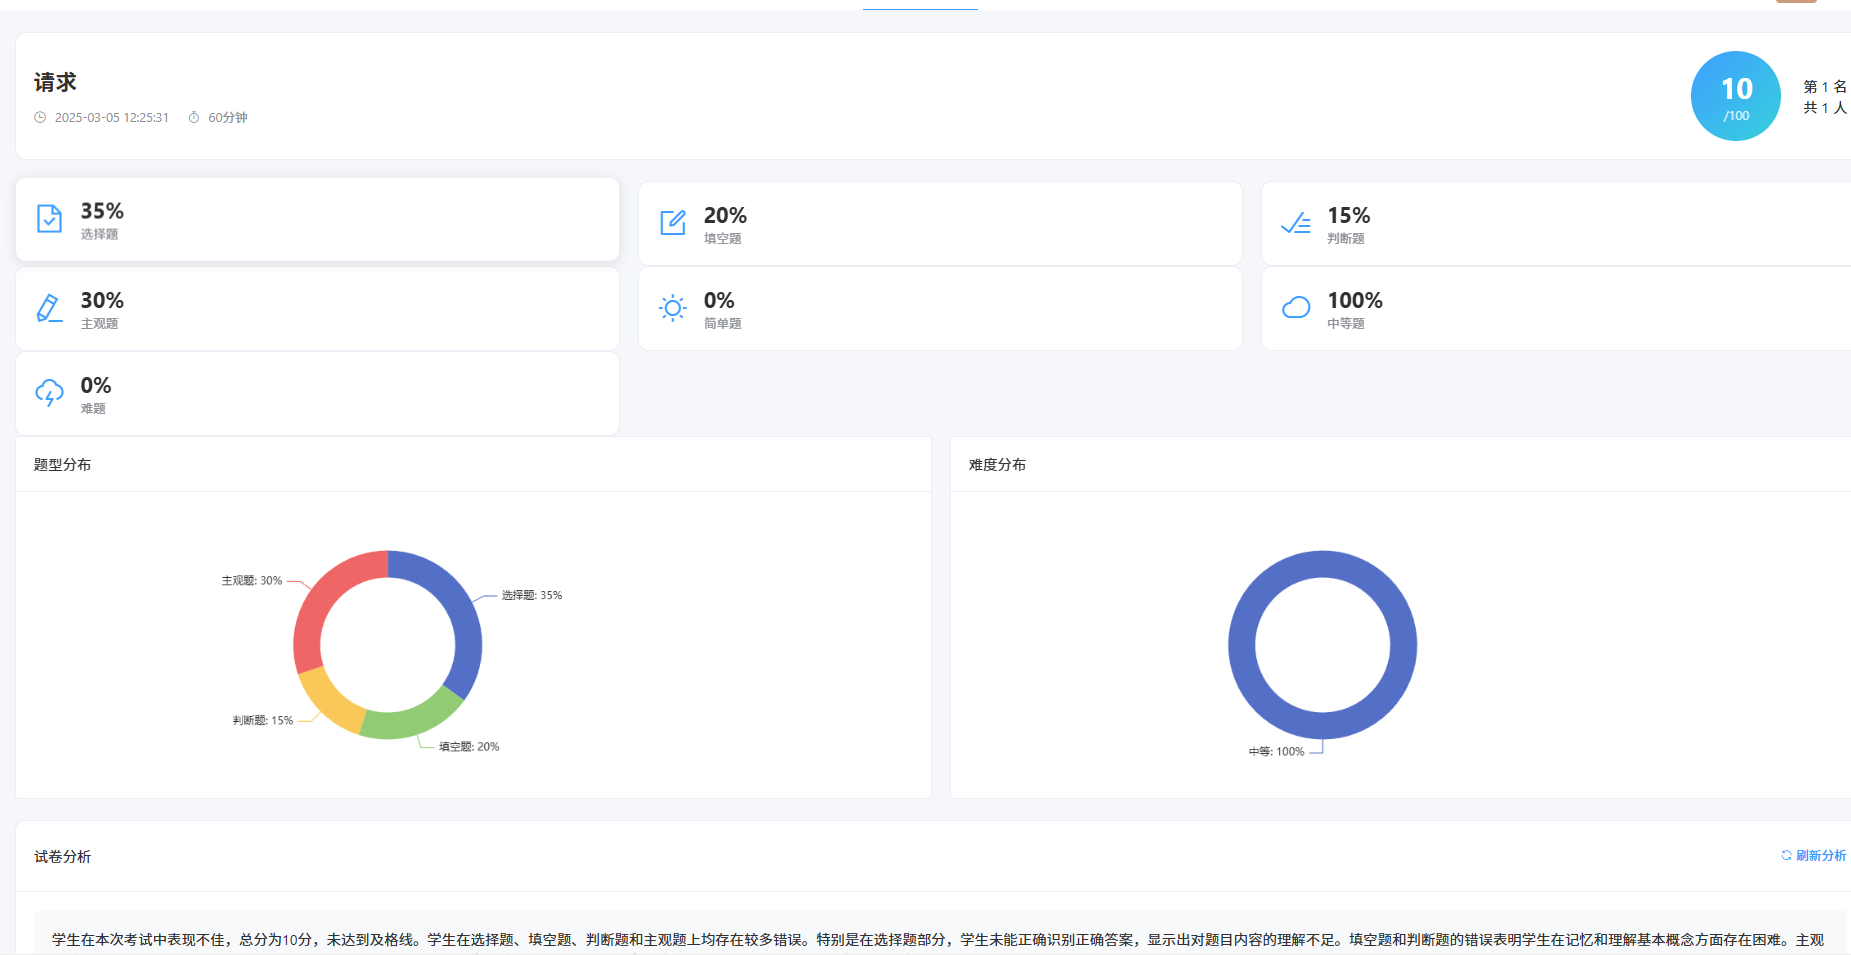 请求
2025-03-05 12:25:31 60分钟
10
/100
第 1 名
共 1 人
35%
选择题
20%
填空题
15%
判断题
30%
主观题
0%
简单题
100%
中等题
0%
难题
题型分布
难度分布
主观题: 30%
选择题: 35%
判断题: 15%
填空题: 20%
中等: 100%
试卷分析
刷新分析
学生在本次考试中表现不佳，总分为10分，未达到及格线。学生在选择题、填空题、判断题和主观题上均存在较多错误。特别是在选择题部分，学生未能正确识别正确答案，显示出对题目内容的理解不足。填空题和判断题的错误表明学生在记忆和理解基本概念方面存在困难。主观